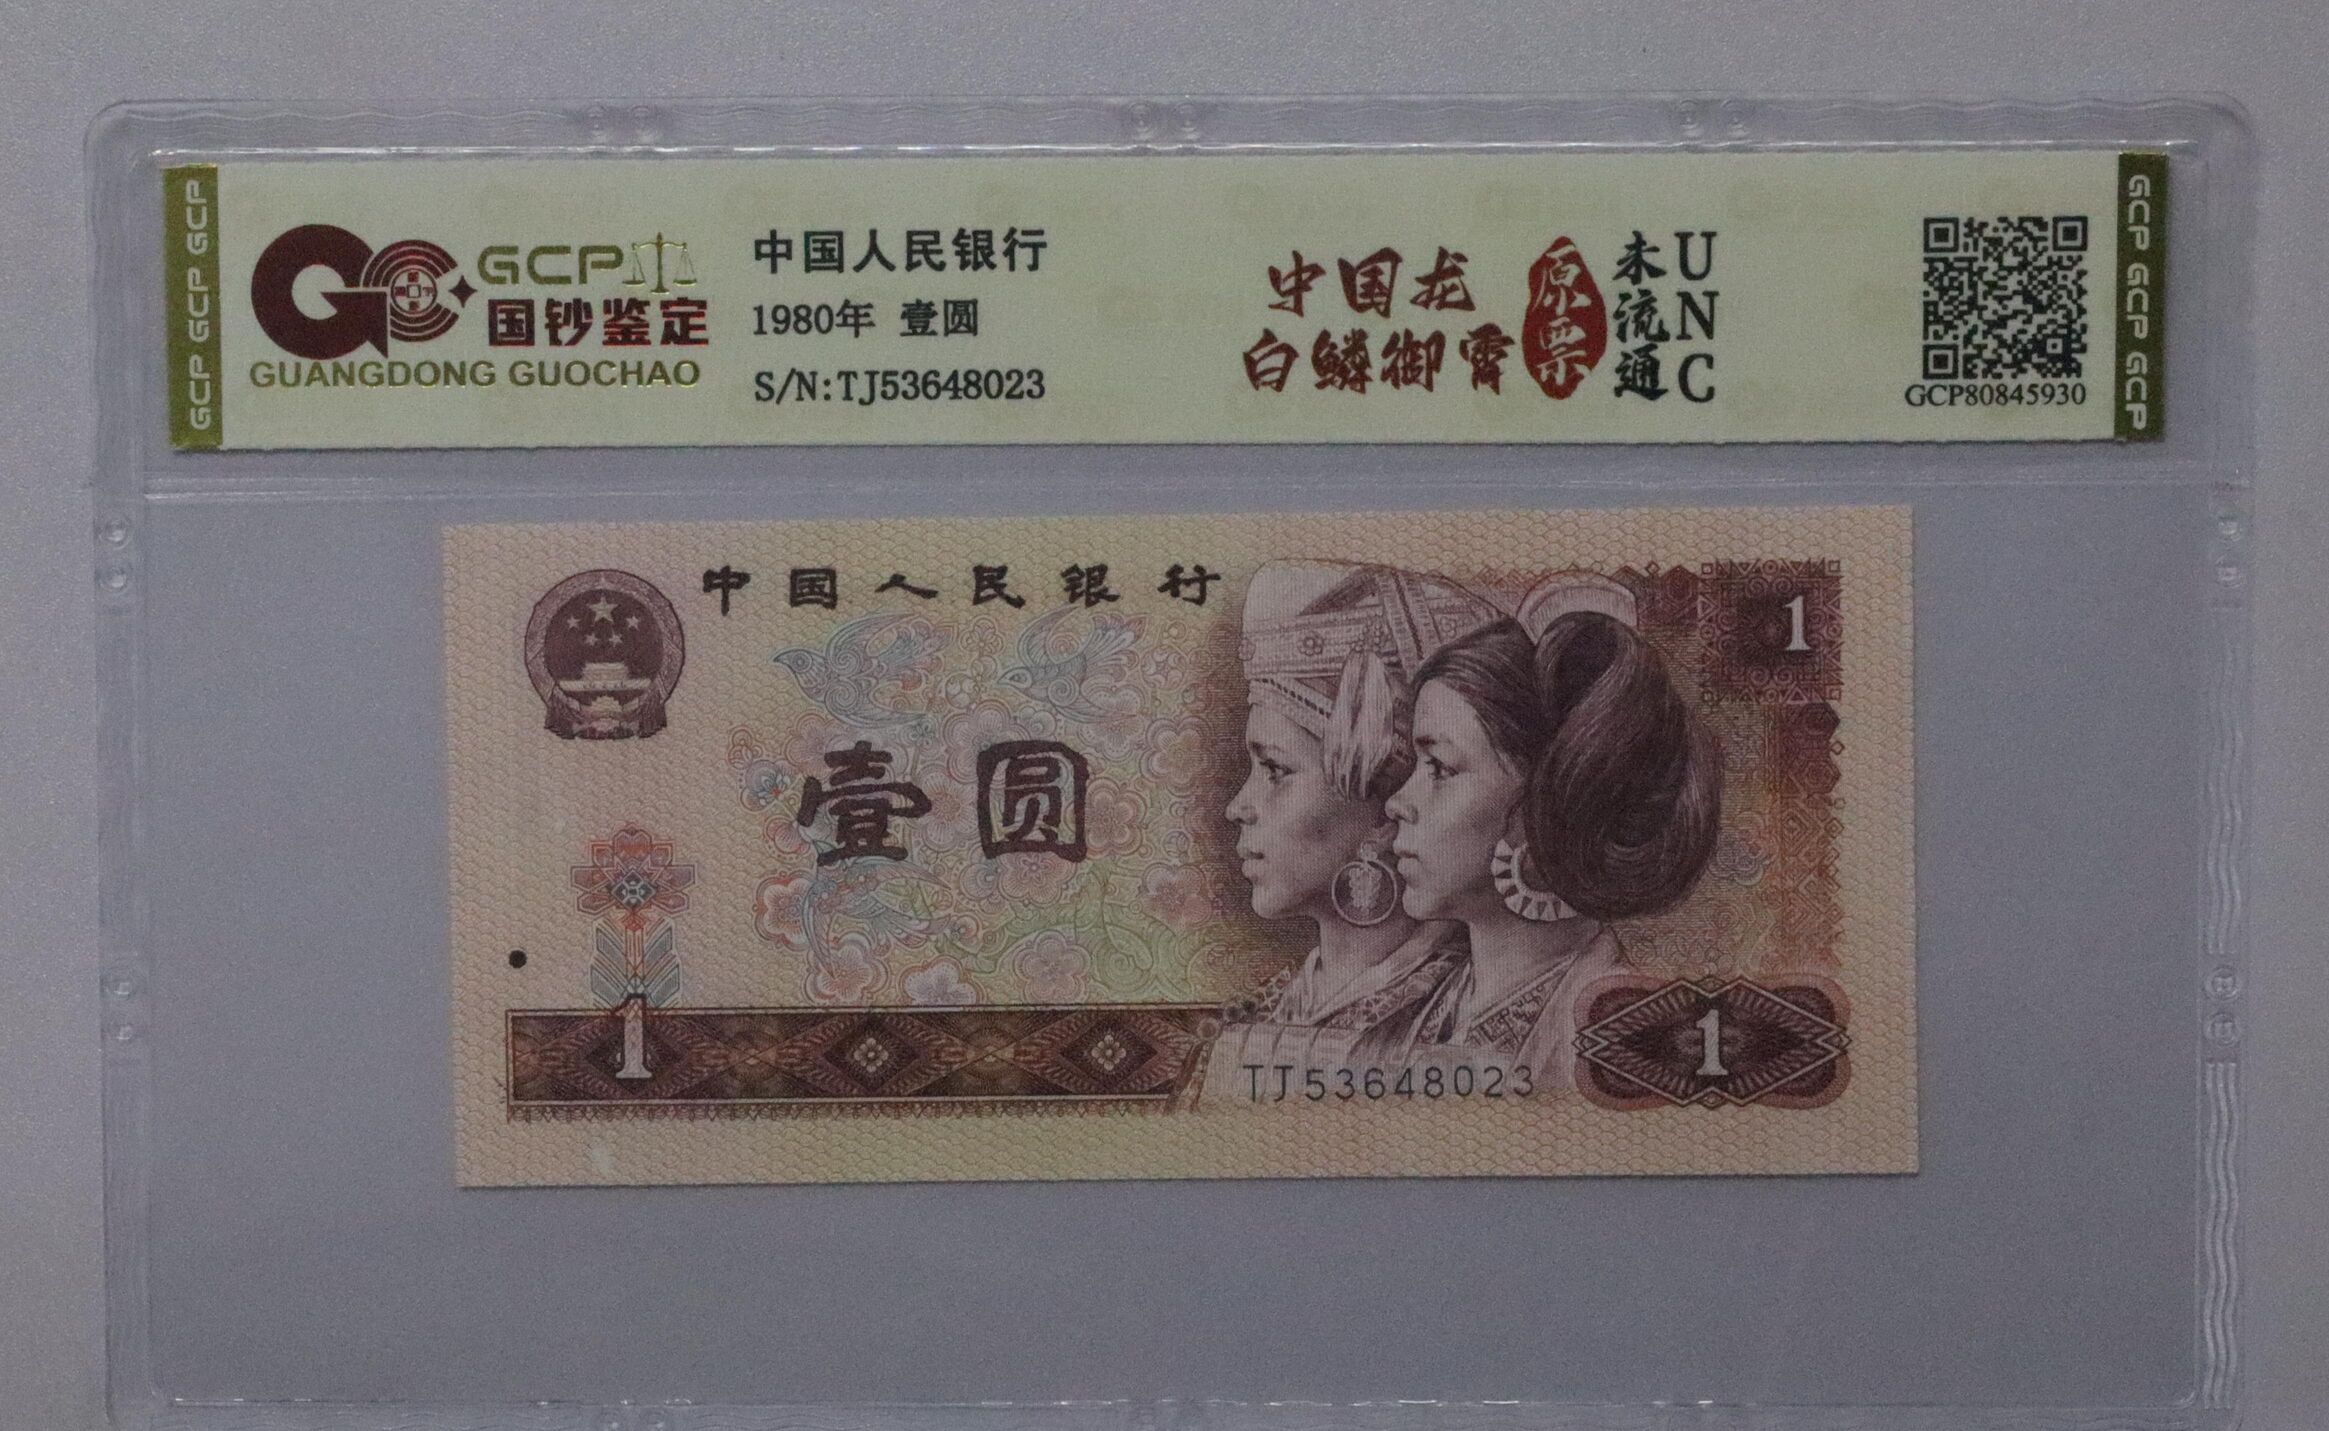 GCP GCP GCP
GCP
国钞鉴定
GUANGDONG GUOCHAO
中国人民银行
1980年 壹圆
S/N:TJ53648023
中国龙
白鳞御霄
原票
未流通
UNC
GCP80845930
GCP GCP GCP
中国人民银行
1
壹圆
1
TJ53648023
1